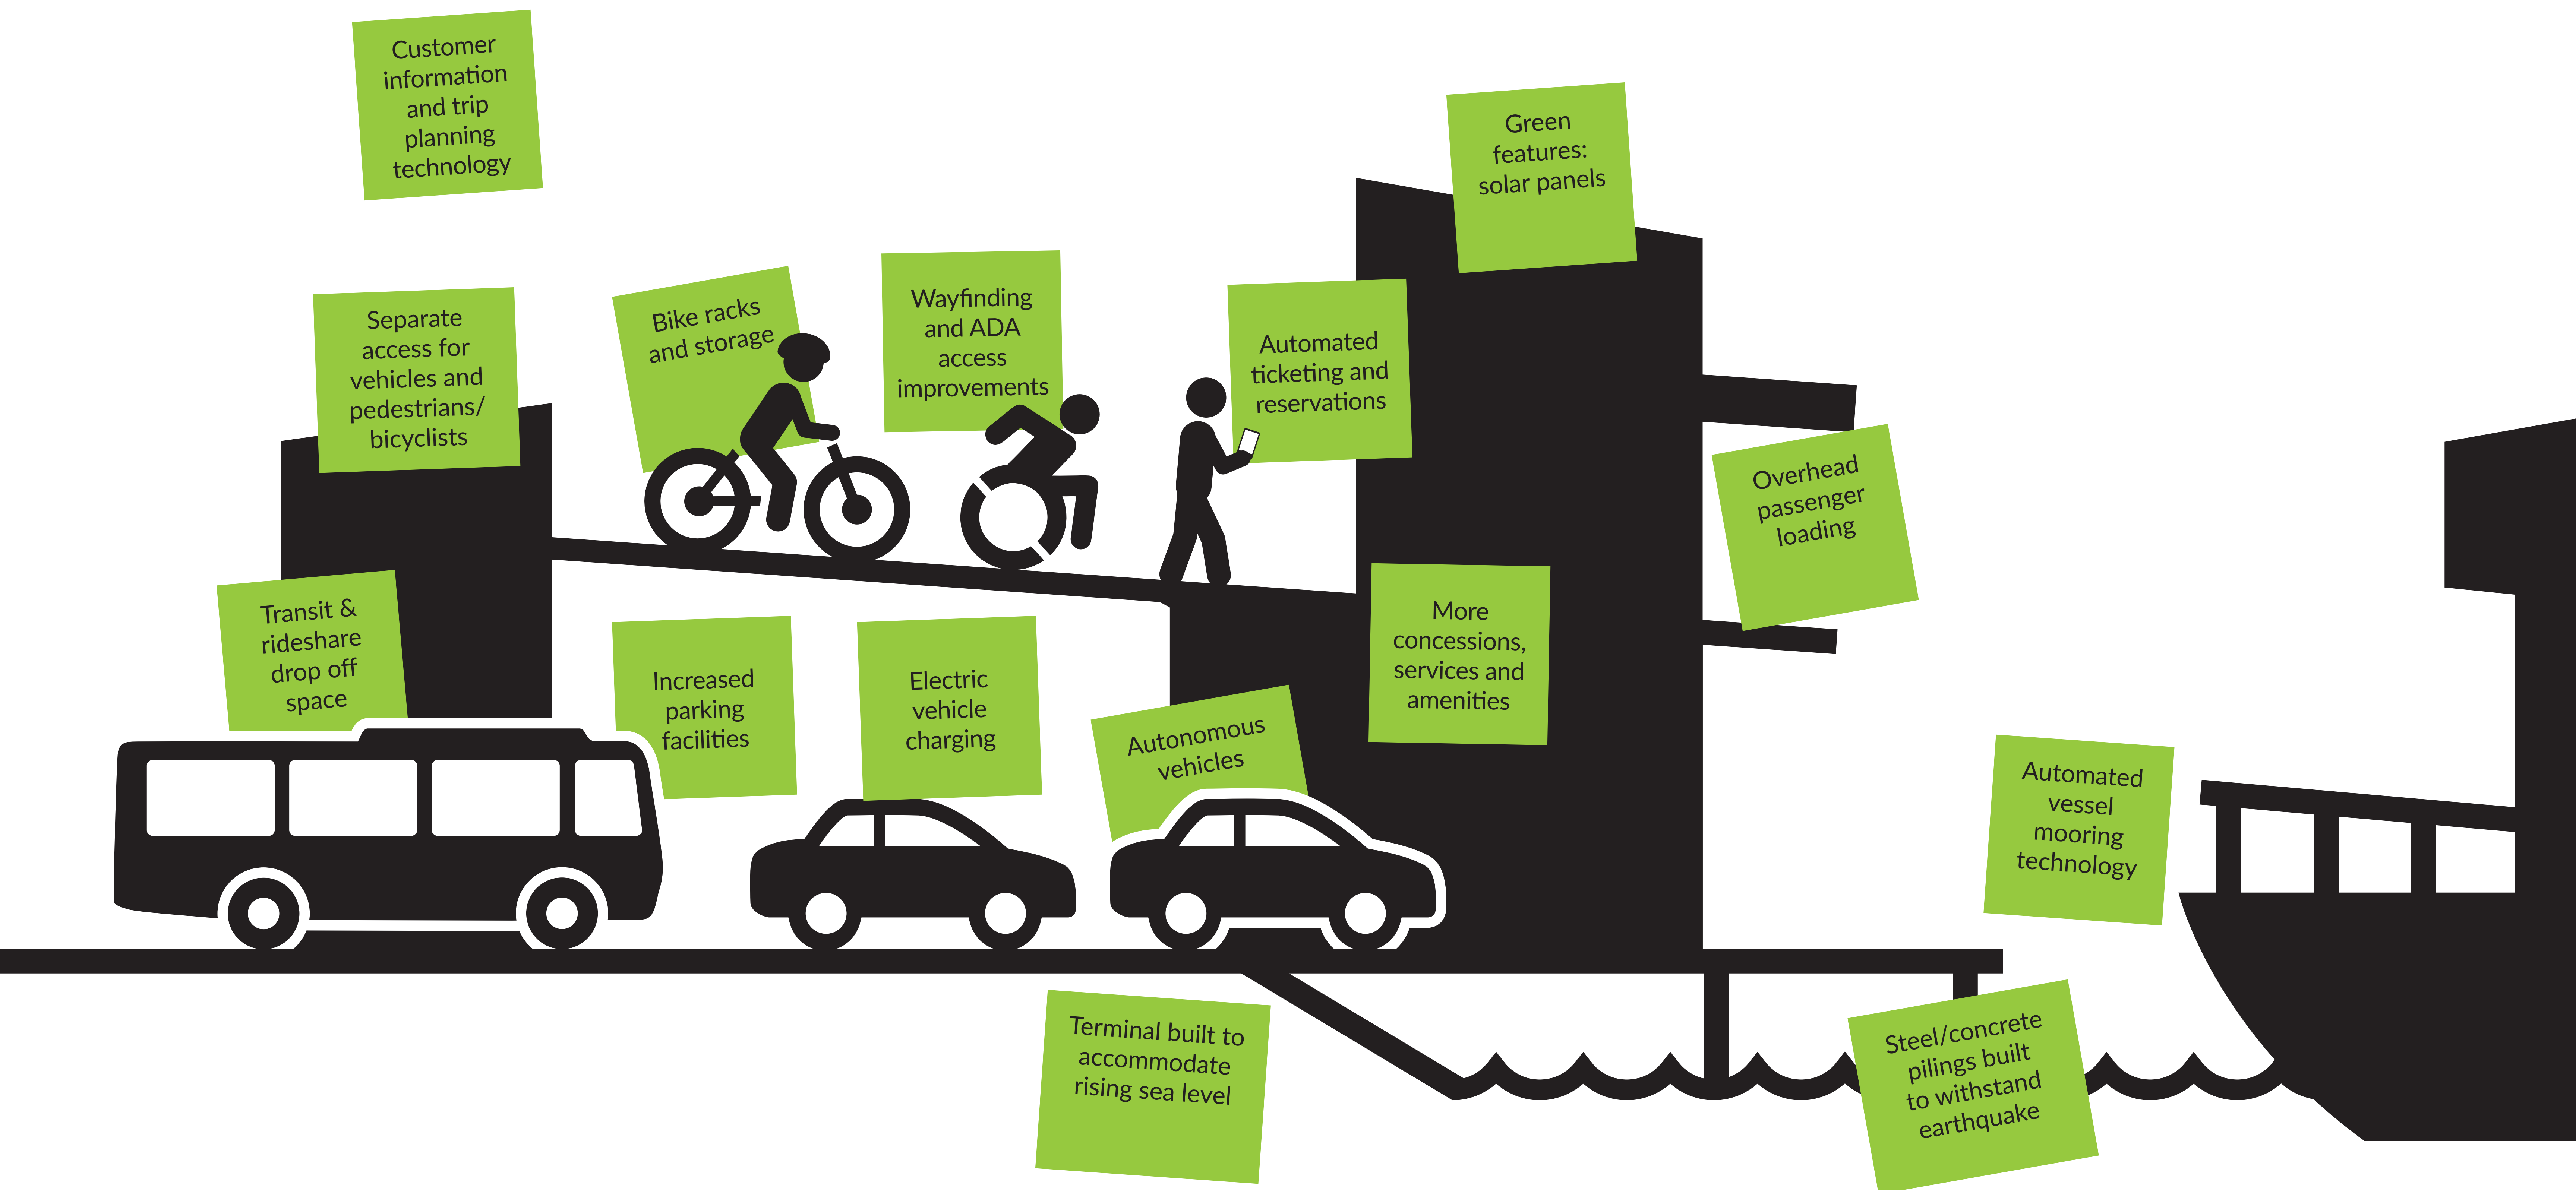 Customer
information
and trip
planning
technology
Green
features:
solar panels
Separate
access for
vehicles and
pedestrians/
bicyclists
Bike racks
and storage
Wayfinding
and ADA
access
improvements
Automated
ticketing and
reservations
Overhead
passenger
loading
Transit &
rideshare
drop off
space
Increased
parking
facilities
Electric
vehicle
charging
Autonomous
vehicles
More
concessions,
services and
amenities
Automated
vessel
mooring
technology
Terminal built to
accommodate
rising sea level
Steel/concrete
pilings built
to withstand
earthquake